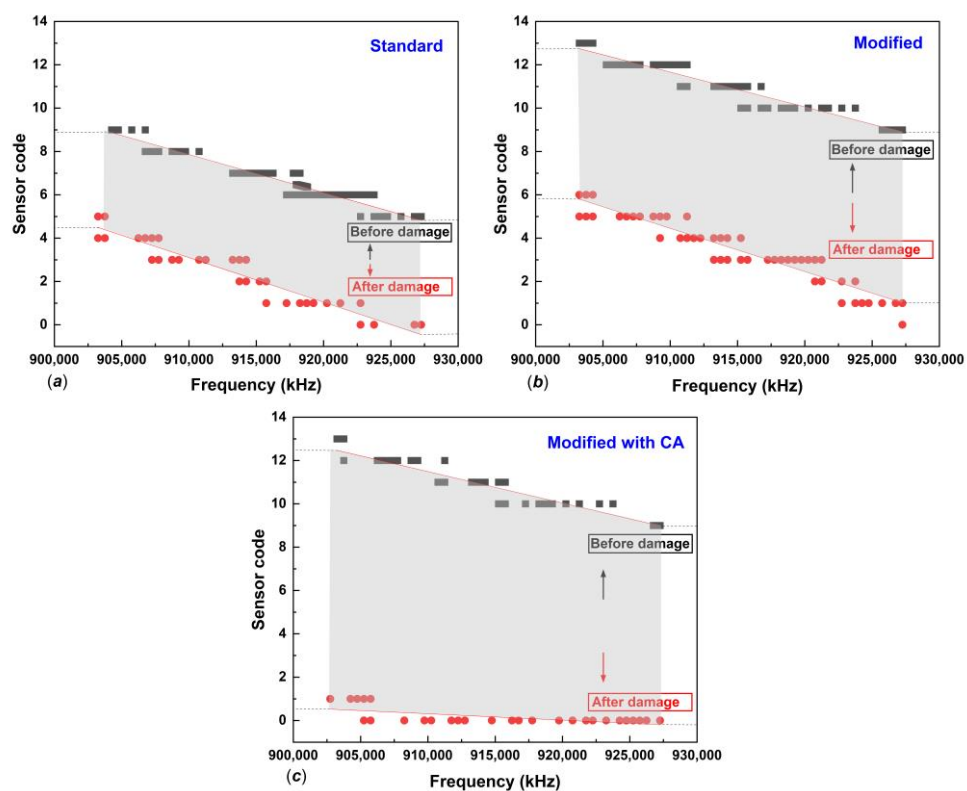 14
12
10
8
6
4
2
0
Sensor code
Standard
Before damage
After damage
900,000 905,000 910,000 915,000 920,000 925,000 930,000
(a)
Frequency (kHz)
14
12
10
8
6
4
2
0
Sensor code
Modified
Before damage
After damage
900,000 905,000 910,000 915,000 920,000 925,000 930,000
(b)
Frequency (kHz)
14
12
10
8
6
4
2
0
Sensor code
Modified with CA
Before damage
After damage
900,000 905,000 910,000 915,000 920,000 925,000 930,000
(c)
Frequency (kHz)